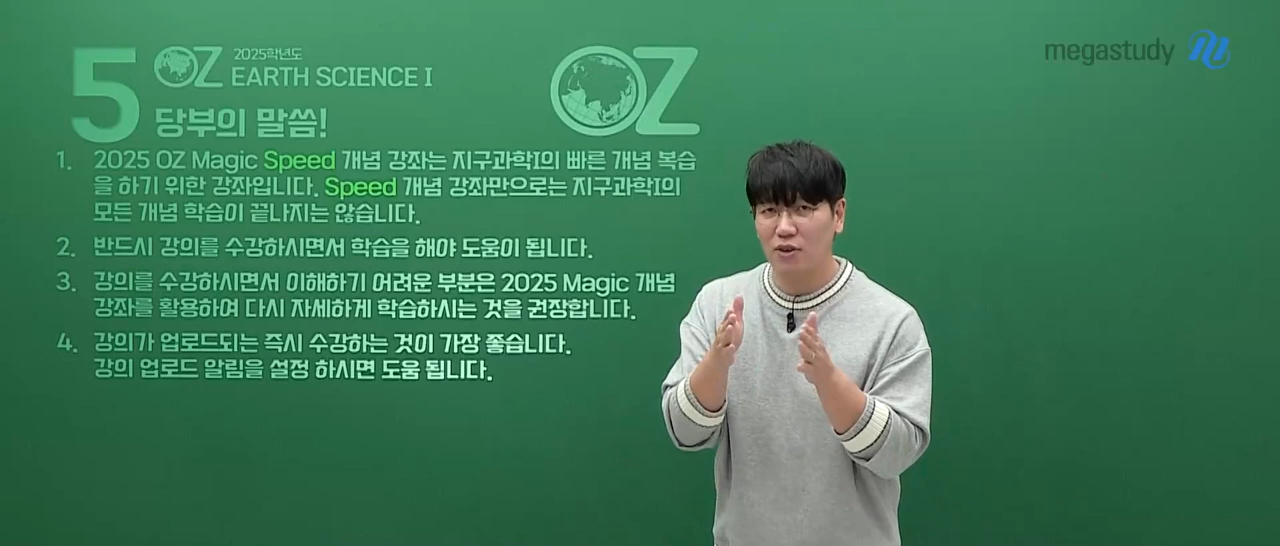 megastudy
5
OZ 2025학년도
EARTH SCIENCE I
OZ
당부의 말씀!
1. 2025 OZ Magic Speed 개념 강좌는 지구과학I의 빠른 개념 복습
을 하기 위한 강좌입니다. Speed 개념 강좌만으로는 지구과학I의
모든 개념 학습이 끝나지는 않습니다.
2. 반드시 강의를 수강하시면서 학습을 해야 도움이 됩니다.
3. 강의를 수강하시면서 이해하기 어려운 부분은 2025 Magic 개념
강좌를 활용하여 다시 자세하게 학습하시는 것을 권장합니다.
4. 강의가 업로드되는 즉시 수강하는 것이 가장 좋습니다.
강의 업로드 알림을 설정 하시면 도움 됩니다.